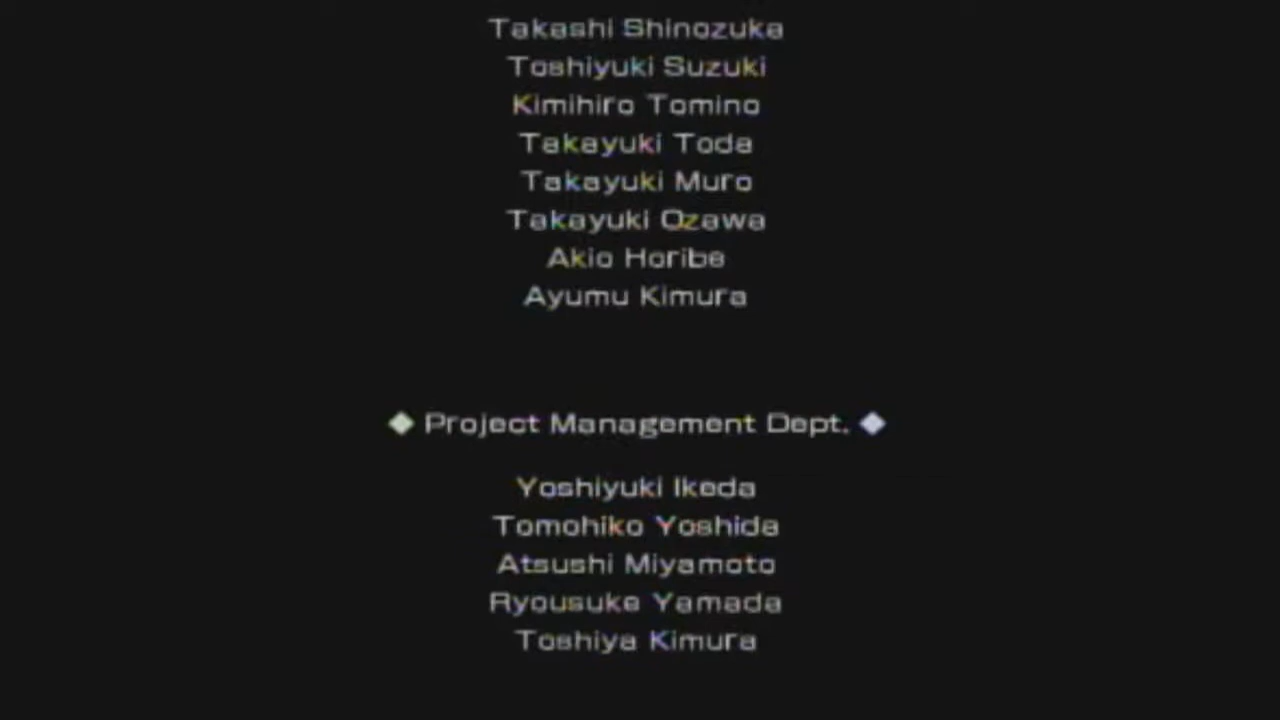 Takashi Shinozuka
Toshiyuki Suzuki
Kimihiro Tomino
Takayuki Toda
Takayuki Muro
Takayuki Ozawa
Akio Horibe
Ayumu Kimura
◆ Project Management Dept. ◆
Yoshiyuki Ikeda
Tomohiko Yoshida
Atsushi Miyamoto
Ryousuke Yamada
Toshiya Kimura